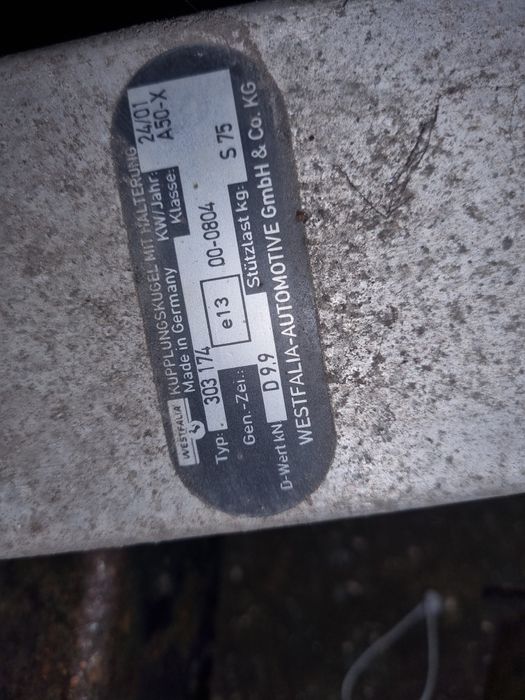 WESTFALIA KUPPLUNGSKUGEL MIT HALTERUNG
Made in Germany KW/Jahr: 24/01
Typ: 303 174 Klasse: A50-X
Gen.-Zei.: e13 00-0804 S 75
D-Wert kN D 9,9 Stützlast kg:
WESTFALIA-AUTOMOTIVE GmbH & Co. KG